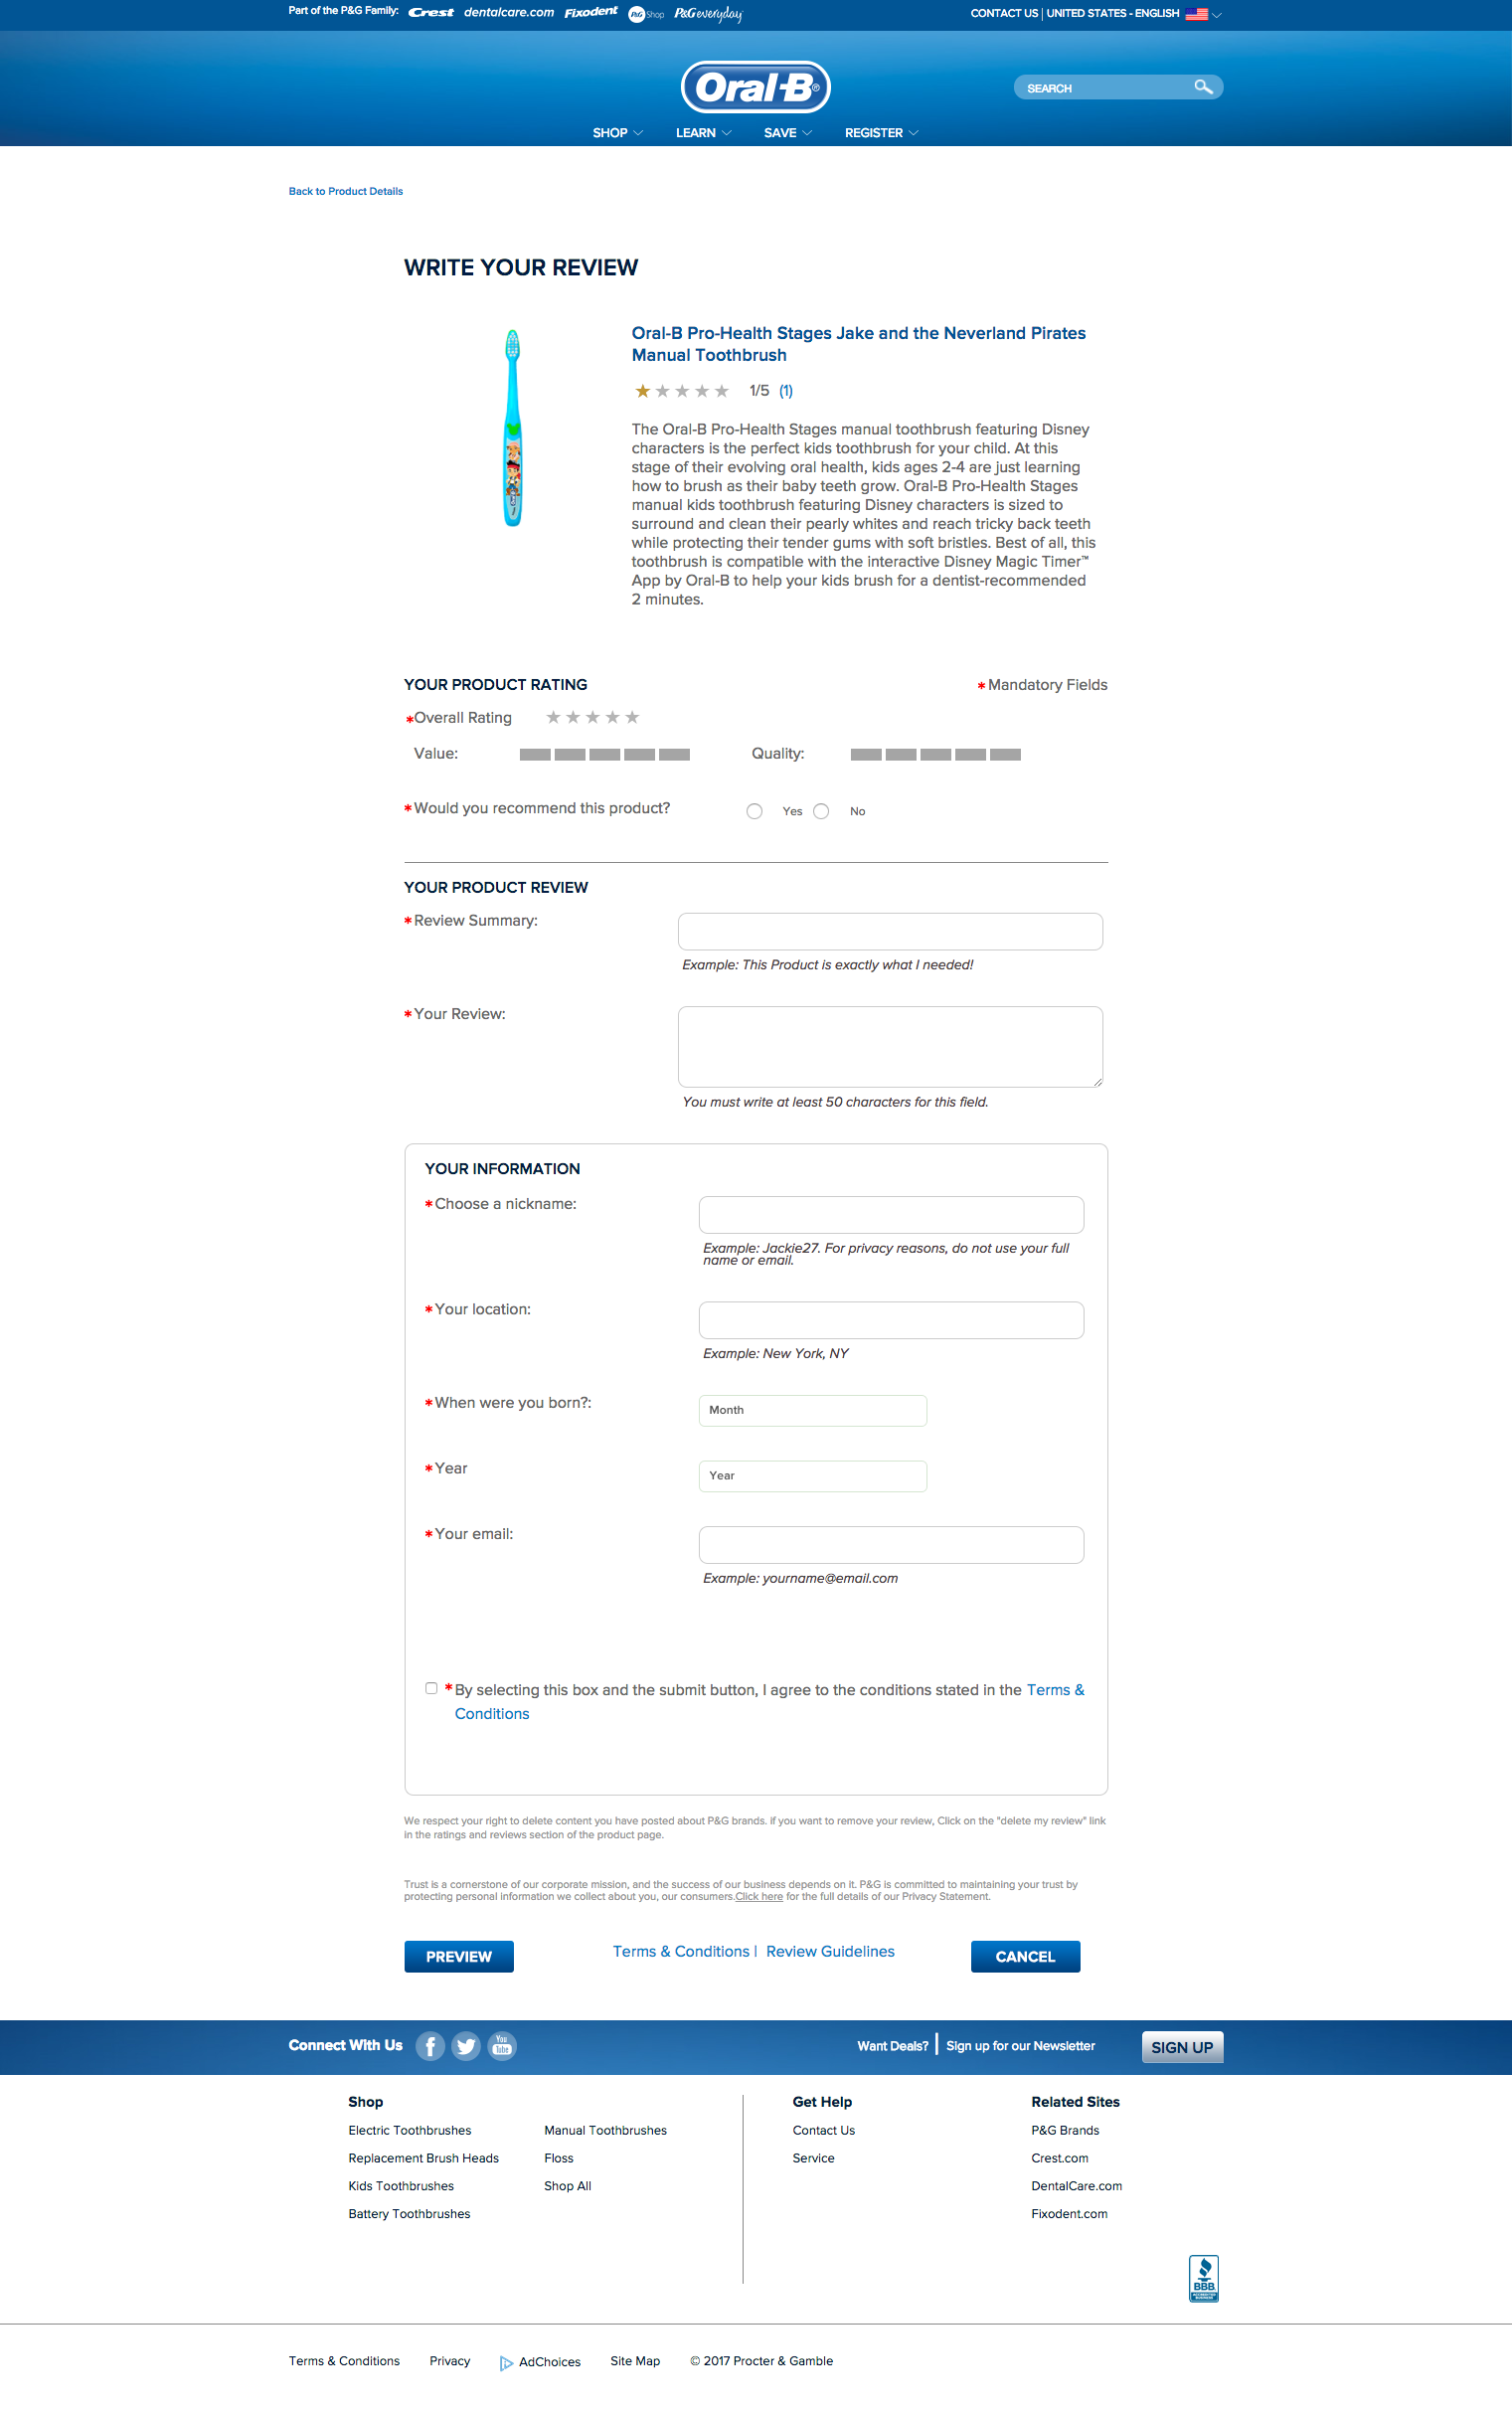 Part of the P&G Family: Crest dentalcare.com Fixodent P&G Shop P&Geveryday
CONTACT US | UNITED STATES - ENGLISH
Oral-B®
SEARCH
SHOP LEARN SAVE REGISTER
Back to Product Details
WRITE YOUR REVIEW
Oral-B Pro-Health Stages Jake and the Neverland Pirates
Manual Toothbrush
1/5 (1)
The Oral-B Pro-Health Stages manual toothbrush featuring Disney
characters is the perfect kids toothbrush for your child. At this
stage of their evolving oral health, kids ages 2-4 are just learning
how to brush as their baby teeth grow. Oral-B Pro-Health Stages
manual kids toothbrush featuring Disney characters is sized to
surround and clean their pearly whites and reach tricky back teeth
while protecting their tender gums with soft bristles. Best of all, this
toothbrush is compatible with the interactive Disney Magic Timer™
App by Oral-B to help your kids brush for a dentist-recommended
2 minutes.
YOUR PRODUCT RATING
* Mandatory Fields
*Overall Rating
Value:
Quality:
*Would you recommend this product?
Yes
No
YOUR PRODUCT REVIEW
*Review Summary:
Example: This Product is exactly what I needed!
*Your Review:
You must write at least 50 characters for this field.
YOUR INFORMATION
*Choose a nickname:
Example: Jackie27. For privacy reasons, do not use your full
name or email.
*Your location:
Example: New York, NY
*When were you born?:
Month
*Year
Year
*Your email:
Example: yourname@email.com
*By selecting this box and the submit button, I agree to the conditions stated in the Terms &
Conditions
We respect your right to delete content you have posted about P&G brands. if you want to remove your review, Click on the "delete my review" link
in the ratings and reviews section of the product page.
Trust is a cornerstone of our corporate mission, and the success of our business depends on it. P&G is committed to maintaining your trust by
protecting personal information we collect about you, our consumers.Click here for the full details of our Privacy Statement.
PREVIEW
Terms & Conditions | Review Guidelines
CANCEL
Connect With Us
You Tube
Want Deals? | Sign up for our Newsletter
SIGN UP
Shop
Electric Toothbrushes
Replacement Brush Heads
Kids Toothbrushes
Battery Toothbrushes
Manual Toothbrushes
Floss
Shop All
Get Help
Contact Us
Service
Related Sites
P&G Brands
Crest.com
DentalCare.com
Fixodent.com
BBB
Terms & Conditions
Privacy
AdChoices
Site Map
© 2017 Procter & Gamble